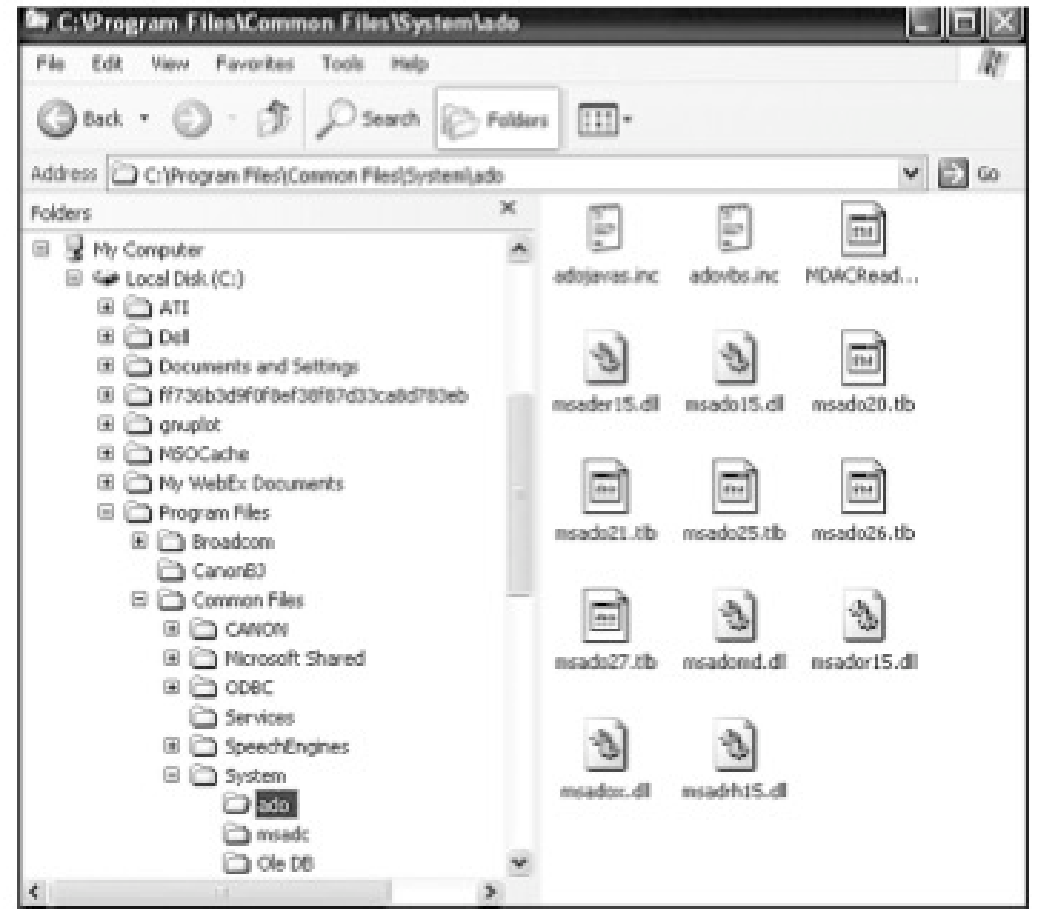 C:\Program Files\Common Files\System\ado
File Edit View Favorites Tools Help
Back Search Folders
Address C:\Program Files\Common Files\System\ado Go
Folders
My Computer
Local Disk (C:)
ATI
Dell
Documents and Settings
gnuplot
MSOCache
My WebEx Documents
Program Files
Broadcom
CanonBJ
Common Files
CANON
Microsoft Shared
ODBC
Services
SpeechEngines
System
ado
msadc
Ole DB
adojavas.inc adovbs.inc MDACRead...
msader15.dll msado15.dll msado20.tlb
msado21.tlb msado25.tlb msado26.tlb
msado27.tlb msadomd.dll msador15.dll
msadox.dll msadrh15.dll